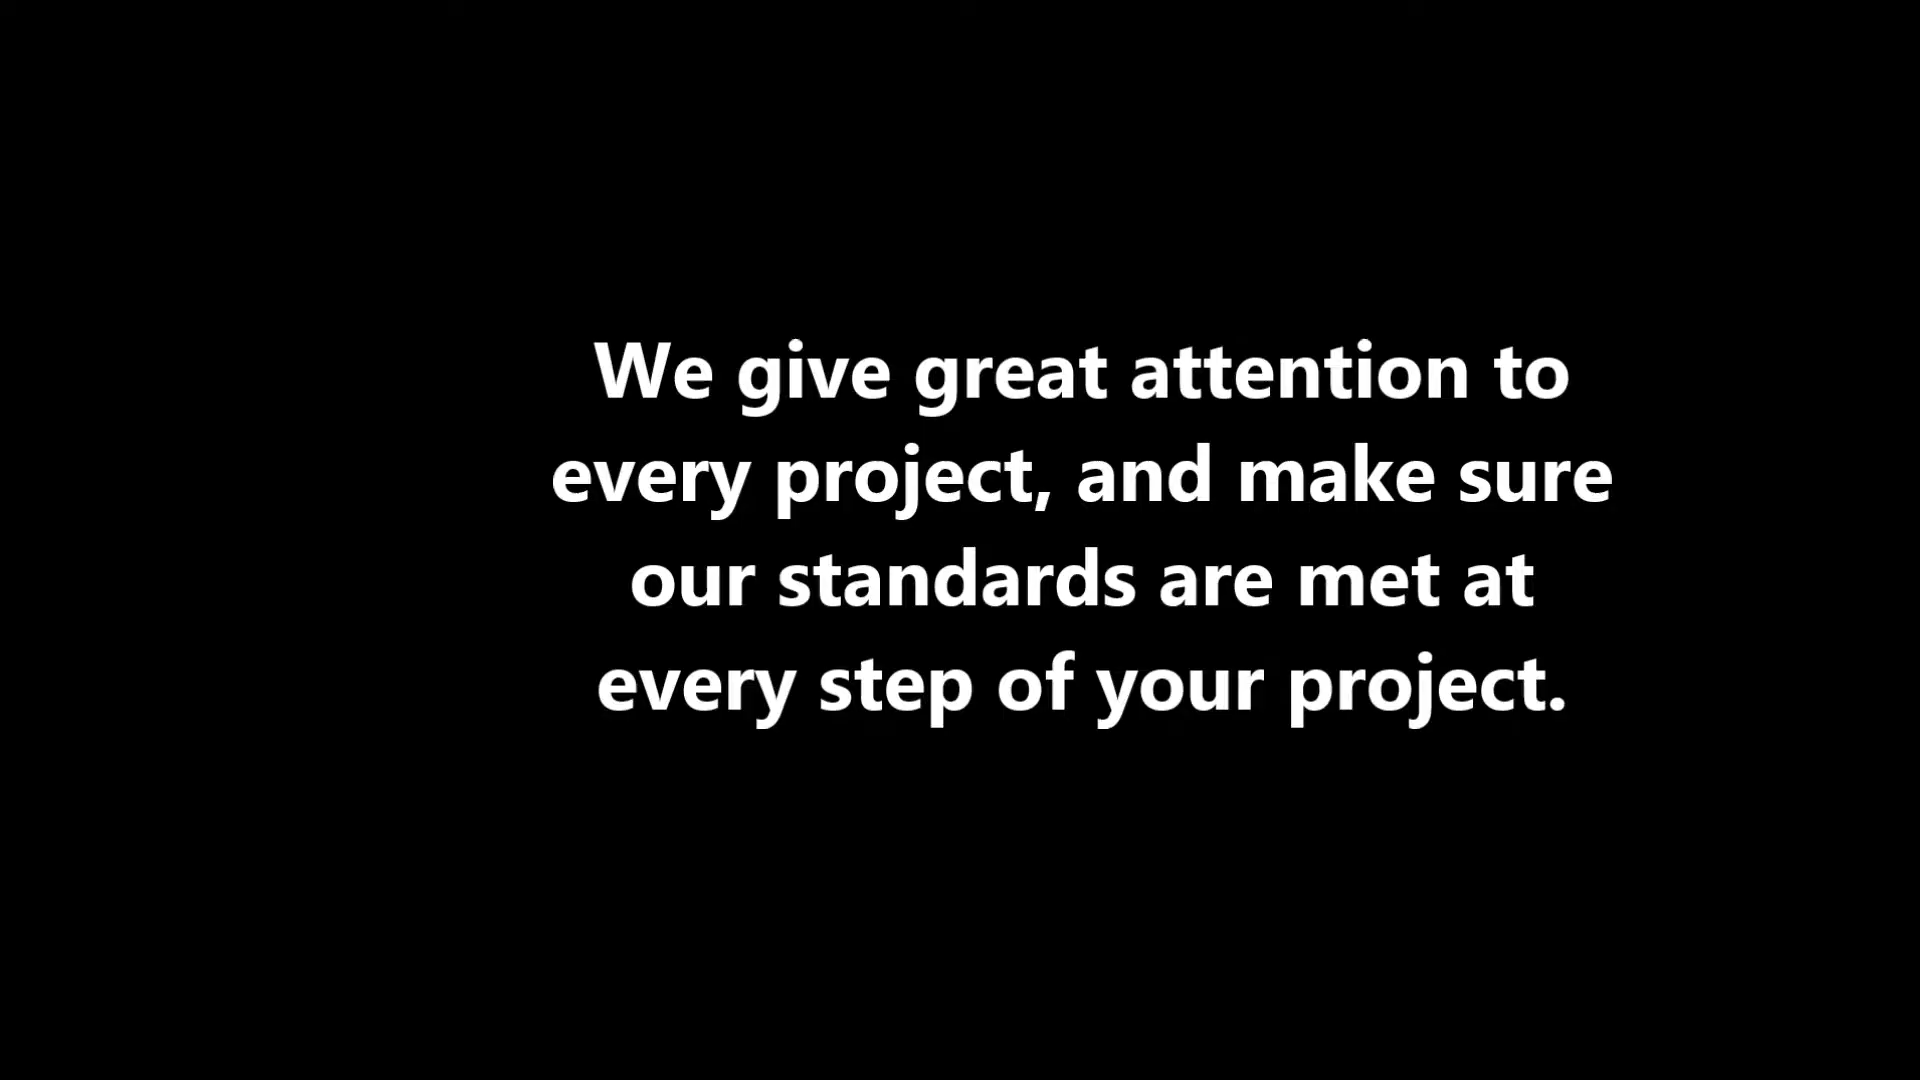 We give great attention to
every project, and make sure
our standards are met at
every step of your project.